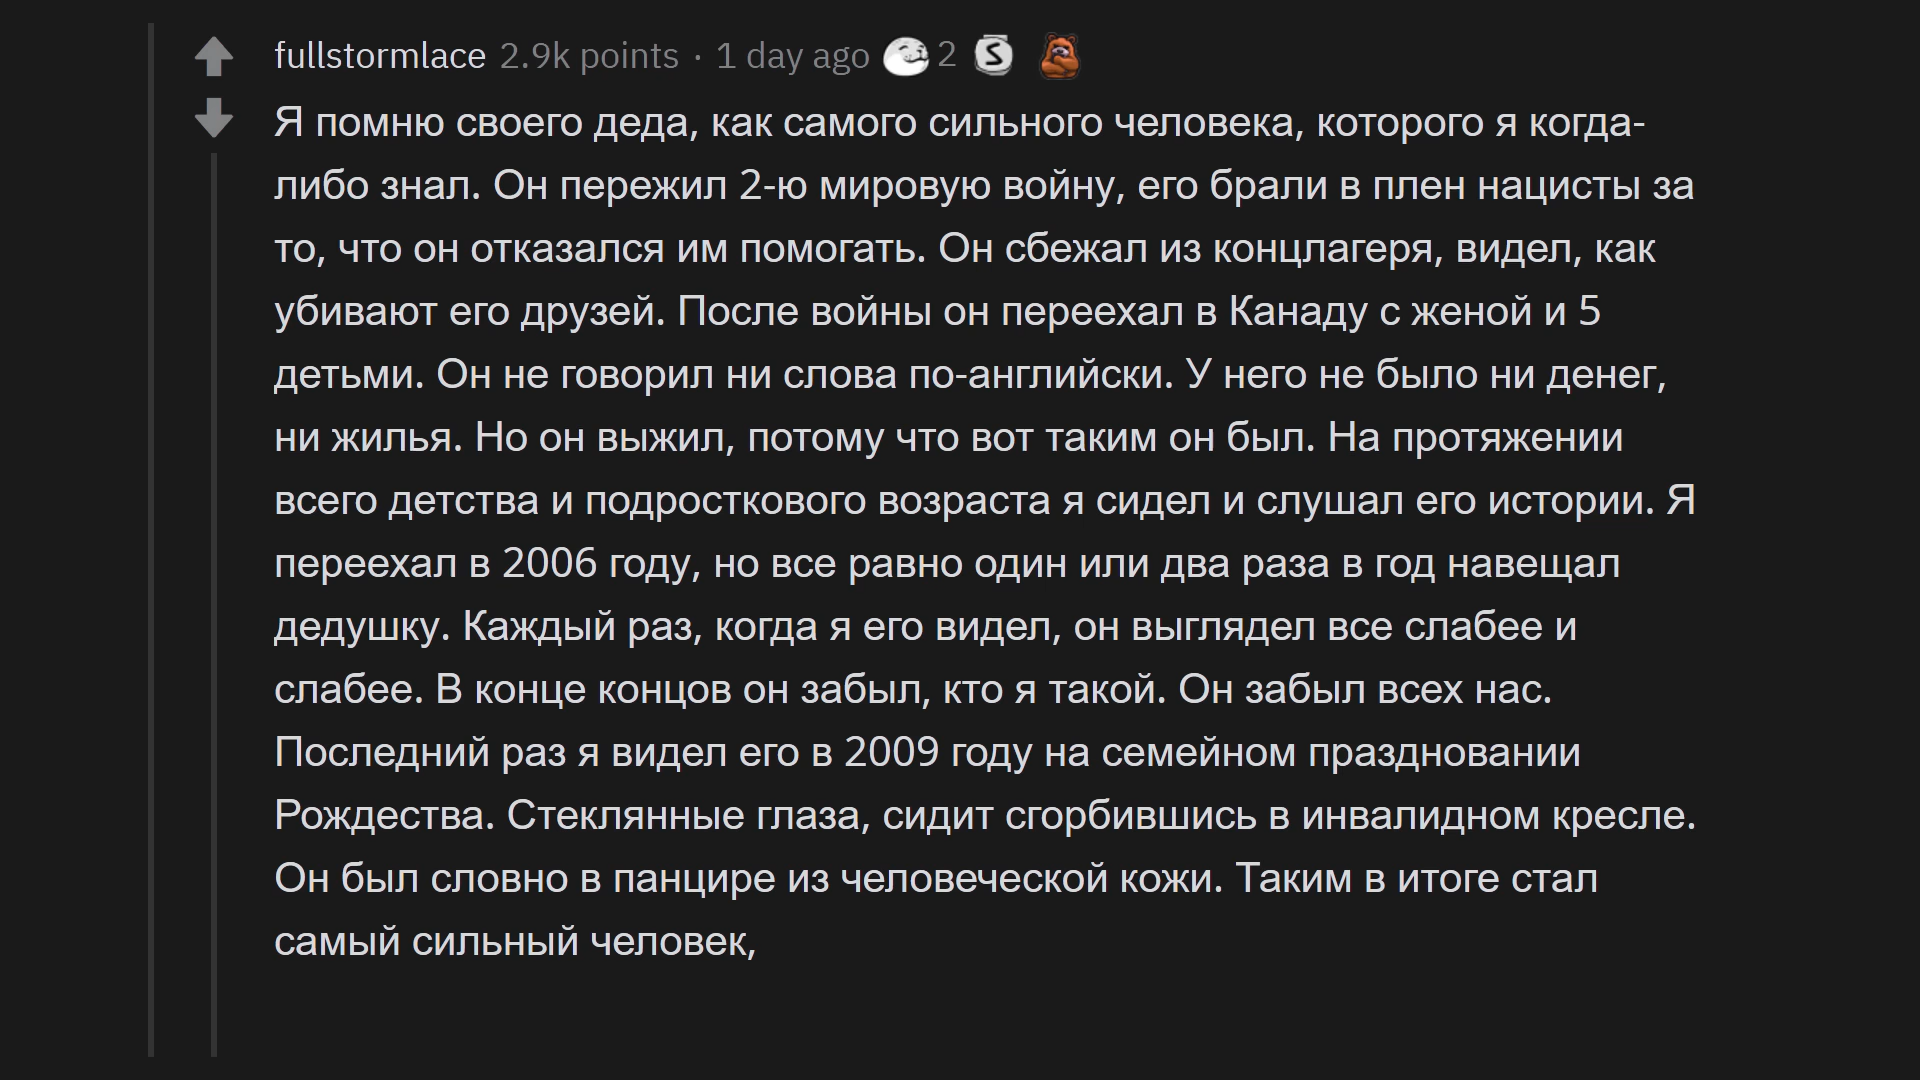 fullstormlace 2.9k points · 1 day ago 2 S
Я помню своего деда, как самого сильного человека, которого я когда-
либо знал. Он пережил 2-ю мировую войну, его брали в плен нацисты за
то, что он отказался им помогать. Он сбежал из концлагеря, видел, как
убивают его друзей. После войны он переехал в Канаду с женой и 5
детьми. Он не говорил ни слова по-английски. У него не было ни денег,
ни жилья. Но он выжил, потому что вот таким он был. На протяжении
всего детства и подросткового возраста я сидел и слушал его истории. Я
переехал в 2006 году, но все равно один или два раза в год навещал
дедушку. Каждый раз, когда я его видел, он выглядел все слабее и
слабее. В конце концов он забыл, кто я такой. Он забыл всех нас.
Последний раз я видел его в 2009 году на семейном праздновании
Рождества. Стеклянные глаза, сидит сгорбившись в инвалидном кресле.
Он был словно в панцире из человеческой кожи. Таким в итоге стал
самый сильный человек,